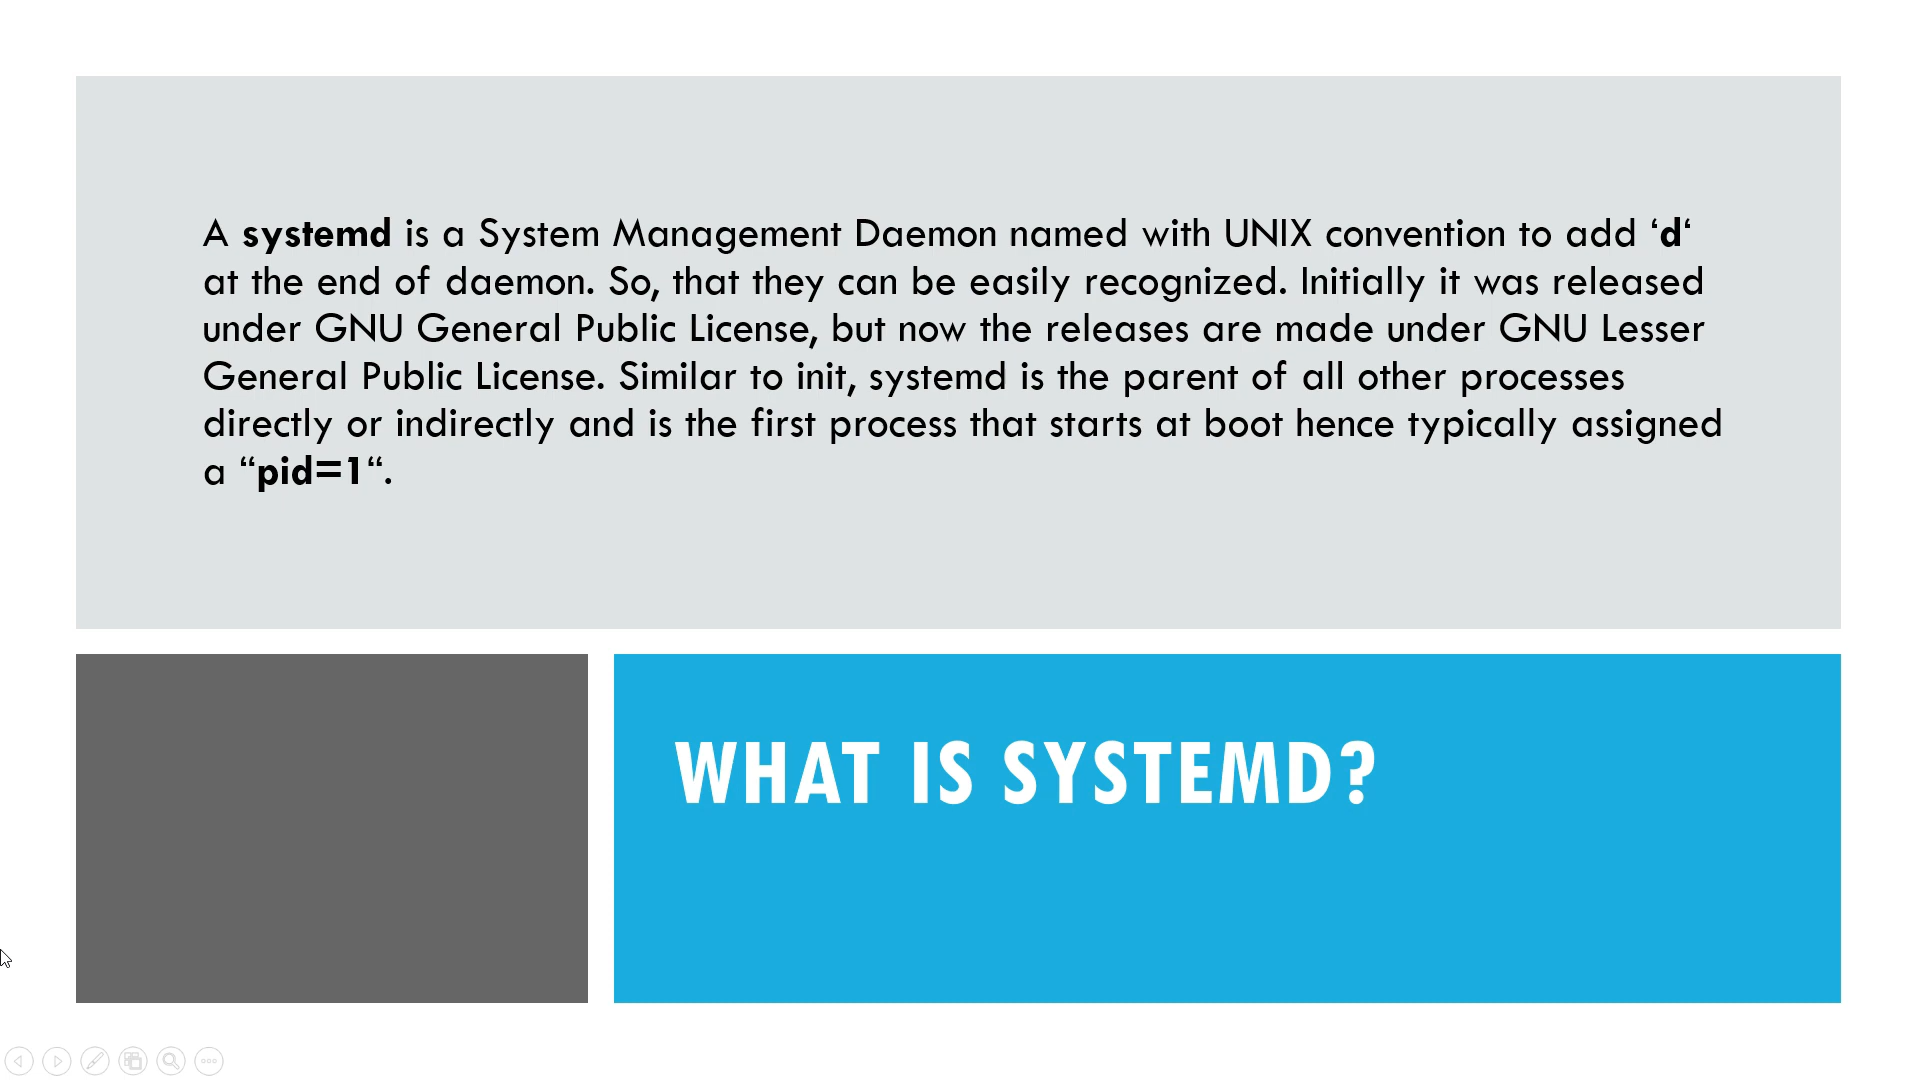 A systemd is a System Management Daemon named with UNIX convention to add ‘d‘
at the end of daemon. So, that they can be easily recognized. Initially it was released
under GNU General Public License, but now the releases are made under GNU Lesser
General Public License. Similar to init, systemd is the parent of all other processes
directly or indirectly and is the first process that starts at boot hence typically assigned
a “pid=1“.
WHAT IS SYSTEMD?